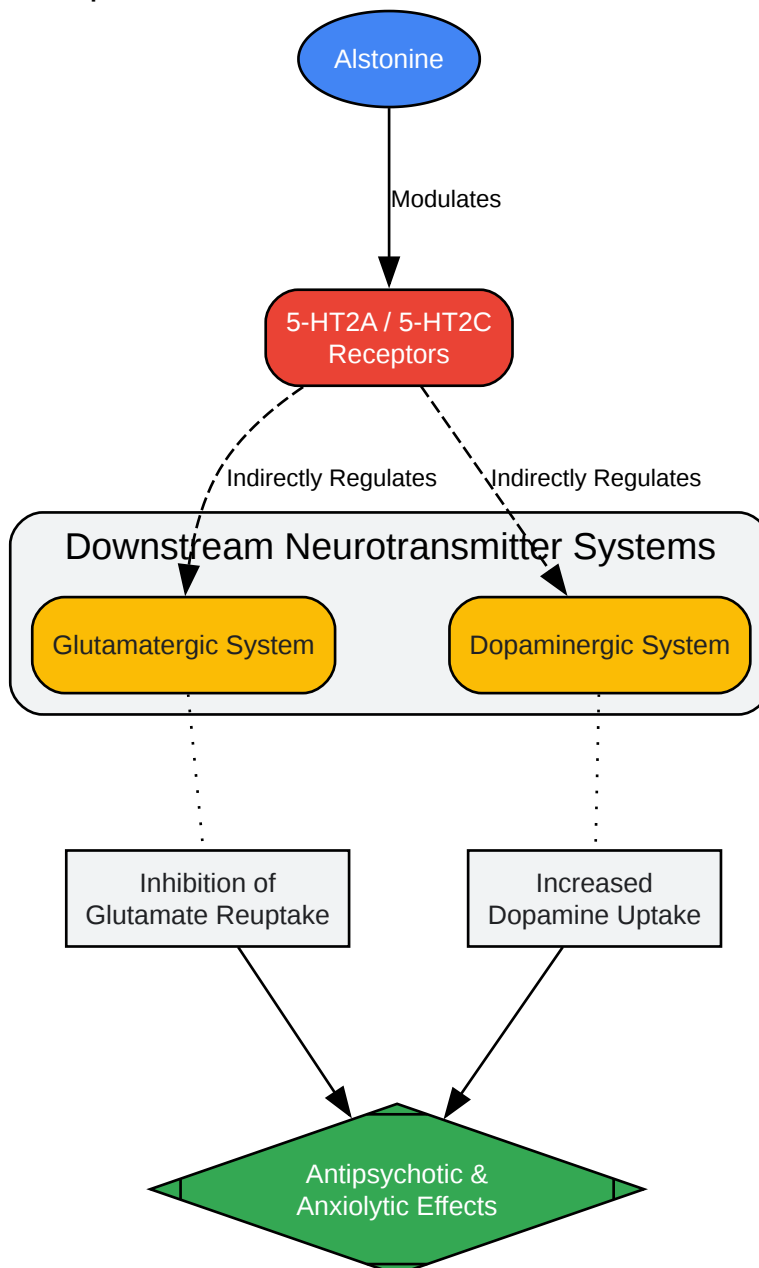 Alstonine
Modulates
5-HT2A / 5-HT2C
Receptors
Indirectly Regulates
Indirectly Regulates
Downstream Neurotransmitter Systems
Glutamatergic System
Dopaminergic System
Inhibition of
Glutamate Reuptake
Increased
Dopamine Uptake
Antipsychotic &
Anxiolytic Effects